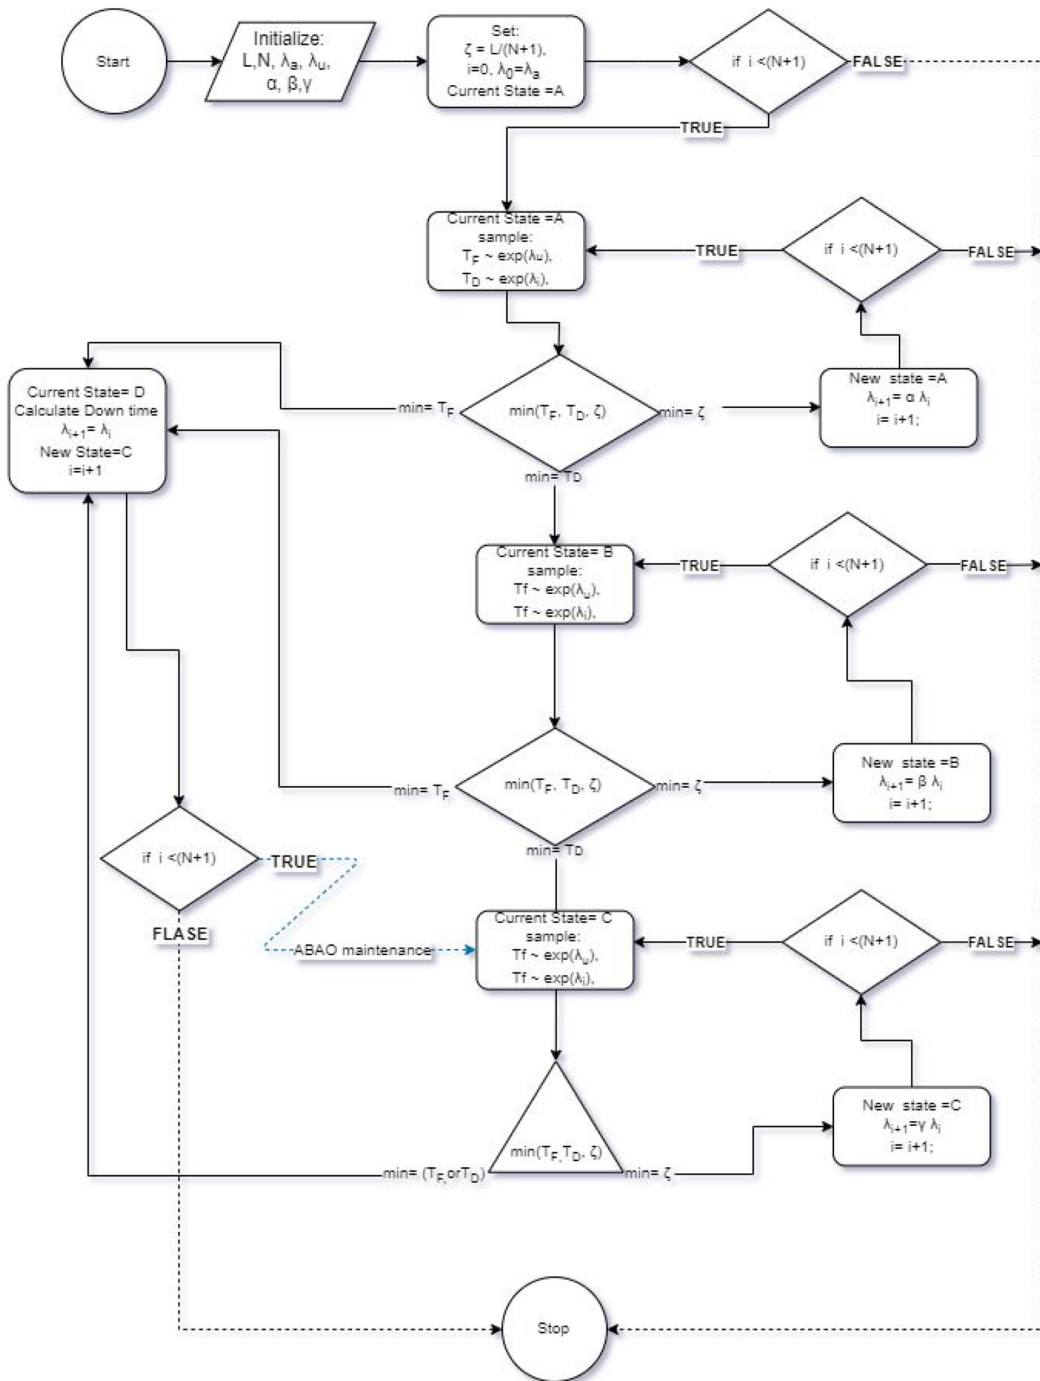 Start
Initialize:
L,N, λa, λu,
α, β,γ
Set:
ζ = L/(N+1),
i=0, λ0=λa
Current State =A
if i <(N+1)
FALSE
TRUE
Current State =A
sample:
TF ~ exp(λu),
TD ~ exp(λi),
TRUE
if i <(N+1)
FALSE
New state =A
λi+1= α λi
i= i+1;
min= TF
min(TF, TD, ζ)
min= ζ
min= TD
Current State= D
Calculate Down time
λi+1= λi
New State=C
i=i+1
Current State= B
sample:
Tf ~ exp(λu),
Tf ~ exp(λi),
TRUE
if i <(N+1)
FALSE
New state =B
λi+1= β λi
i= i+1;
min= TF
min(TF, TD, ζ)
min= ζ
min= TD
if i <(N+1)
TRUE
FLASE
ABAO maintenance
Current State= C
sample:
Tf ~ exp(λu),
Tf ~ exp(λi),
TRUE
if i <(N+1)
FALSE
New state =C
λi+1=γ λi
i= i+1;
min= (TF,orTD)
min(TF,TD, ζ)
min= ζ
Stop